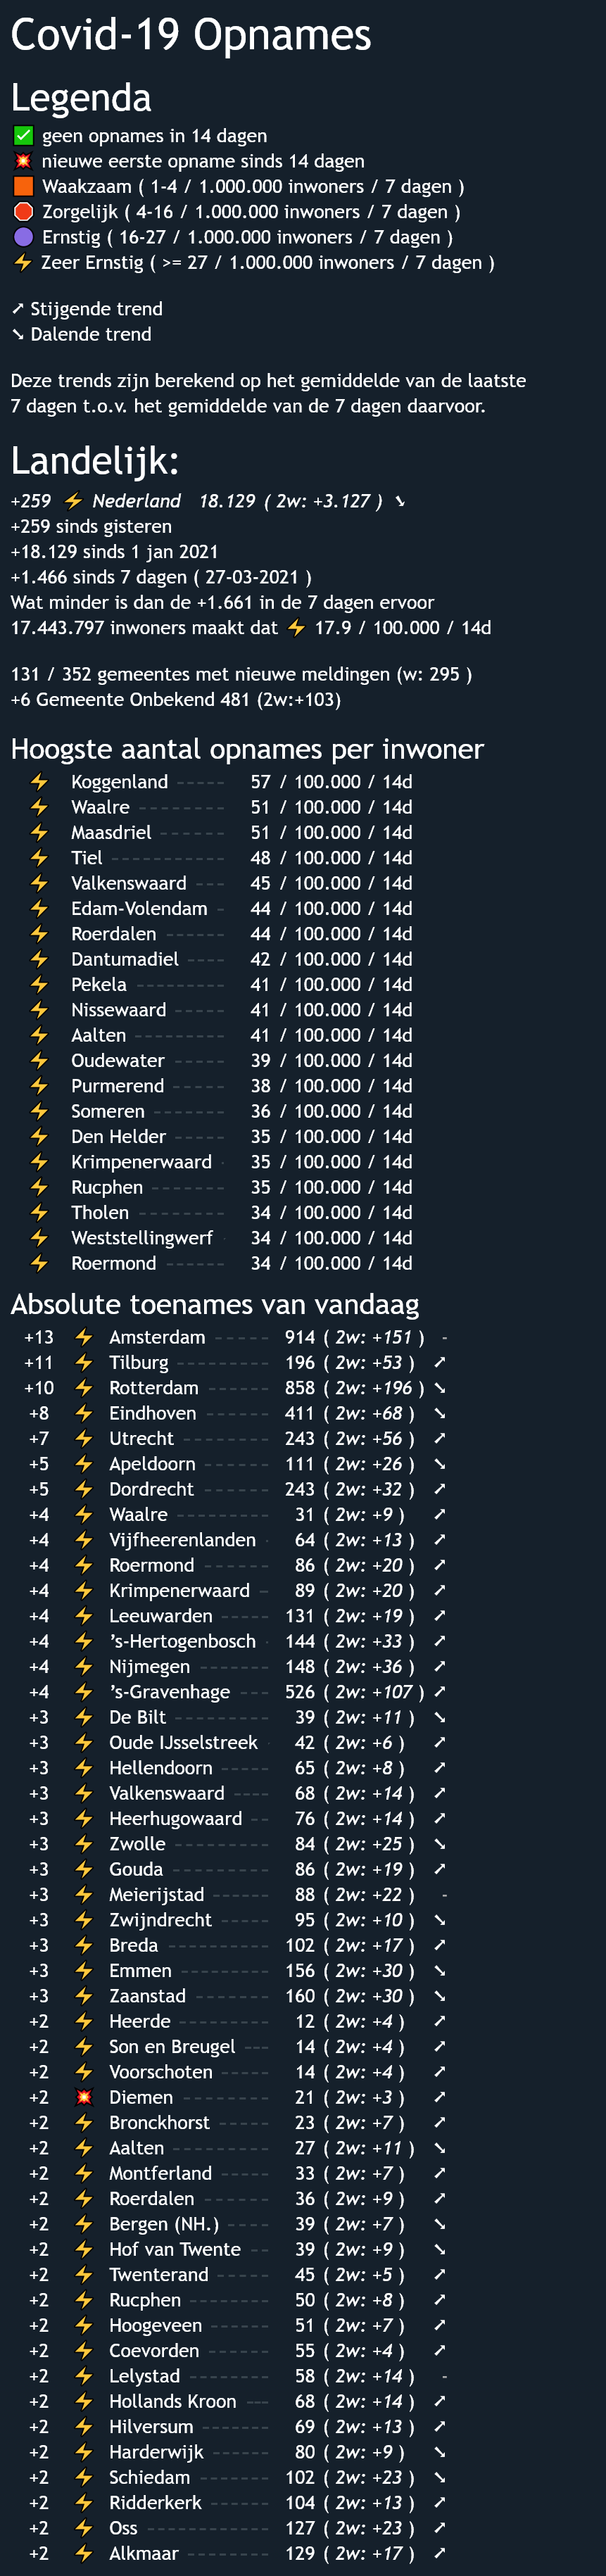 Covid-19 Opnames
Legenda
✅ geen opnames in 14 dagen
💥 nieuwe eerste opname sinds 14 dagen
🟧 Waakzaam ( 1-4 / 1.000.000 inwoners / 7 dagen )
🛑 Zorgelijk ( 4-16 / 1.000.000 inwoners / 7 dagen )
🟣 Ernstig ( 16-27 / 1.000.000 inwoners / 7 dagen )
⚡ Zeer Ernstig ( >= 27 / 1.000.000 inwoners / 7 dagen )
➚ Stijgende trend
➘ Dalende trend
Deze trends zijn berekend op het gemiddelde van de laatste
7 dagen t.o.v. het gemiddelde van de 7 dagen daarvoor.
Landelijk:
+259 ⚡ Nederland 18.129 ( 2w: +3.127 ) ➘
+259 sinds gisteren
+18.129 sinds 1 jan 2021
+1.466 sinds 7 dagen ( 27-03-2021 )
Wat minder is dan de +1.661 in de 7 dagen ervoor
17.443.797 inwoners maakt dat ⚡ 17.9 / 100.000 / 14d
131 / 352 gemeentes met nieuwe meldingen (w: 295 )
+6 Gemeente Onbekend 481 (2w:+103)
Hoogste aantal opnames per inwoner
⚡ Koggenland ----- 57 / 100.000 / 14d
⚡ Waalre -------- 51 / 100.000 / 14d
⚡ Maasdriel ------ 51 / 100.000 / 14d
⚡ Tiel ----------- 48 / 100.000 / 14d
⚡ Valkenswaard --- 45 / 100.000 / 14d
⚡ Edam-Volendam - 44 / 100.000 / 14d
⚡ Roerdalen ------ 44 / 100.000 / 14d
⚡ Dantumadiel ---- 42 / 100.000 / 14d
⚡ Pekela --------- 41 / 100.000 / 14d
⚡ Nissewaard ----- 41 / 100.000 / 14d
⚡ Aalten --------- 41 / 100.000 / 14d
⚡ Oudewater ----- 39 / 100.000 / 14d
⚡ Purmerend ----- 38 / 100.000 / 14d
⚡ Someren ------- 36 / 100.000 / 14d
⚡ Den Helder ----- 35 / 100.000 / 14d
⚡ Krimpenerwaard - 35 / 100.000 / 14d
⚡ Rucphen ------- 35 / 100.000 / 14d
⚡ Tholen --------- 34 / 100.000 / 14d
⚡ Weststellingwerf - 34 / 100.000 / 14d
⚡ Roermond ------ 34 / 100.000 / 14d
Absolute toenames van vandaag
+13 ⚡ Amsterdam ----- 914 ( 2w: +151 ) -
+11 ⚡ Tilburg --------- 196 ( 2w: +53 ) ➚
+10 ⚡ Rotterdam ------ 858 ( 2w: +196 ) ➘
+8 ⚡ Eindhoven ------ 411 ( 2w: +68 ) ➘
+7 ⚡ Utrecht -------- 243 ( 2w: +56 ) ➚
+5 ⚡ Apeldoorn ------ 111 ( 2w: +26 ) ➘
+5 ⚡ Dordrecht ------ 243 ( 2w: +32 ) ➚
+4 ⚡ Waalre --------- 31 ( 2w: +9 ) ➚
+4 ⚡ Vijfheerenlanden - 64 ( 2w: +13 ) ➚
+4 ⚡ Roermond ------ 86 ( 2w: +20 ) ➚
+4 ⚡ Krimpenerwaard - 89 ( 2w: +20 ) ➚
+4 ⚡ Leeuwarden ----- 131 ( 2w: +19 ) ➚
+4 ⚡ 's-Hertogenbosch - 144 ( 2w: +33 ) ➚
+4 ⚡ Nijmegen ------- 148 ( 2w: +36 ) ➚
+4 ⚡ 's-Gravenhage --- 526 ( 2w: +107 ) ➚
+3 ⚡ De Bilt --------- 39 ( 2w: +11 ) ➘
+3 ⚡ Oude IJsselstreek - 42 ( 2w: +6 ) ➚
+3 ⚡ Hellendoorn ----- 65 ( 2w: +8 ) ➚
+3 ⚡ Valkenswaard ---- 68 ( 2w: +14 ) ➚
+3 ⚡ Heerhugowaard -- 76 ( 2w: +14 ) ➚
+3 ⚡ Zwolle --------- 84 ( 2w: +25 ) ➘
+3 ⚡ Gouda --------- 86 ( 2w: +19 ) ➚
+3 ⚡ Meierijstad ------ 88 ( 2w: +22 ) -
+3 ⚡ Zwijndrecht ----- 95 ( 2w: +10 ) ➘
+3 ⚡ Breda ---------- 102 ( 2w: +17 ) ➚
+3 ⚡ Emmen --------- 156 ( 2w: +30 ) ➘
+3 ⚡ Zaanstad ------- 160 ( 2w: +30 ) ➘
+2 ⚡ Heerde --------- 12 ( 2w: +4 ) ➚
+2 ⚡ Son en Breugel --- 14 ( 2w: +4 ) ➚
+2 ⚡ Voorschoten ----- 14 ( 2w: +4 ) ➚
+2 💥 Diemen -------- 21 ( 2w: +3 ) ➚
+2 ⚡ Bronckhorst ----- 23 ( 2w: +7 ) ➚
+2 ⚡ Aalten --------- 27 ( 2w: +11 ) ➘
+2 ⚡ Montferland ----- 33 ( 2w: +7 ) ➚
+2 ⚡ Roerdalen ------ 36 ( 2w: +9 ) ➚
+2 ⚡ Bergen (NH.) ---- 39 ( 2w: +7 ) ➘
+2 ⚡ Hof van Twente -- 39 ( 2w: +9 ) ➘
+2 ⚡ Twenterand ----- 45 ( 2w: +5 ) ➚
+2 ⚡ Rucphen ------- 50 ( 2w: +8 ) ➚
+2 ⚡ Hoogeveen ----- 51 ( 2w: +7 ) ➚
+2 ⚡ Coevorden ------ 55 ( 2w: +4 ) ➚
+2 ⚡ Lelystad -------- 58 ( 2w: +14 ) -
+2 ⚡ Hollands Kroon --- 68 ( 2w: +14 ) ➚
+2 ⚡ Hilversum ------- 69 ( 2w: +13 ) ➚
+2 ⚡ Harderwijk ------ 80 ( 2w: +9 ) ➘
+2 ⚡ Schiedam ------- 102 ( 2w: +23 ) ➘
+2 ⚡ Ridderkerk ------ 104 ( 2w: +13 ) ➚
+2 ⚡ Oss ------------ 127 ( 2w: +23 ) ➚
+2 ⚡ Alkmaar -------- 129 ( 2w: +17 ) ➚